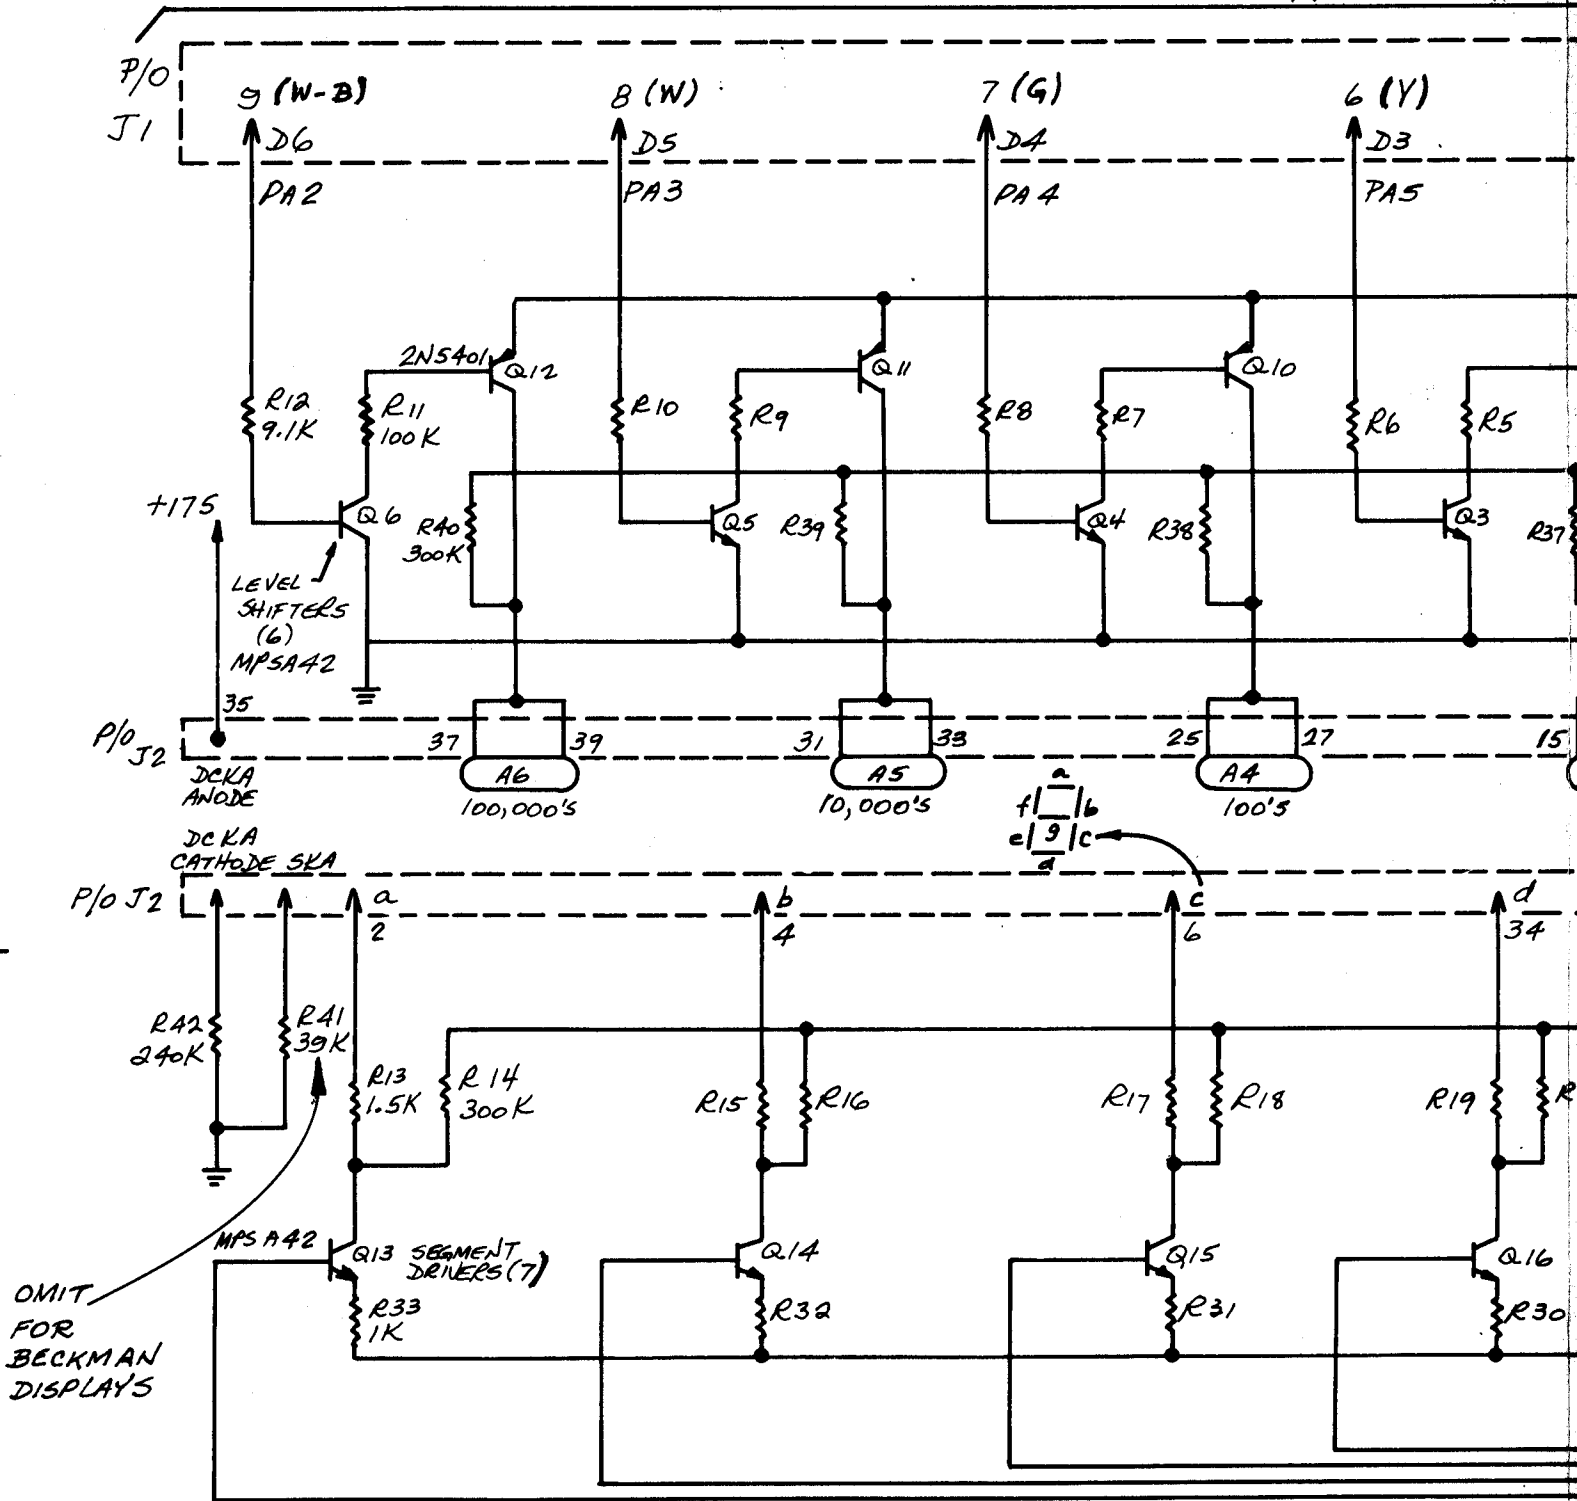 P/O
J1
9 (W-B)
8 (W)
7 (G)
6 (Y)
D6
D5
D4
D3
PA2
PA3
PA4
PA5
2N5401
Q12
Q11
Q10
R12
9.1K
R11
100K
R10
R9
R8
R7
R6
R5
+175
Q6
R40
300K
Q5
R39
Q4
R38
Q3
R37
LEVEL
SHIFTERS
(6)
MPSA42
35
P/O J2
37
39
31
33
25
27
15
DCKA
ANODE
A6
100,000'S
A5
10,000'S
A4
100'S
a
f b
g
e c
d
DCKA
CATHODE SKA
P/O J2
a
b
c
d
2
4
6
34
R42
240K
R41
39K
R13
1.5K
R14
300K
R15
R16
R17
R18
R19
R
MPSA42
Q13
SEGMENT
DRIVERS (7)
Q14
Q15
Q16
R33
1K
R32
R31
R30
OMIT
FOR
BECKMAN
DISPLAYS